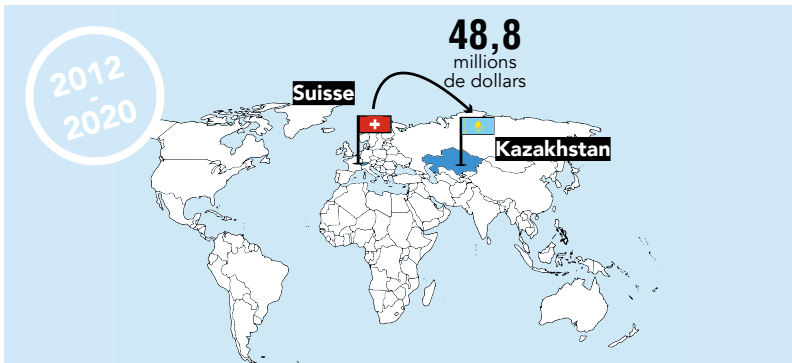 2012
-
2020
48,8
millions
de dollars
Suisse
Kazakhstan